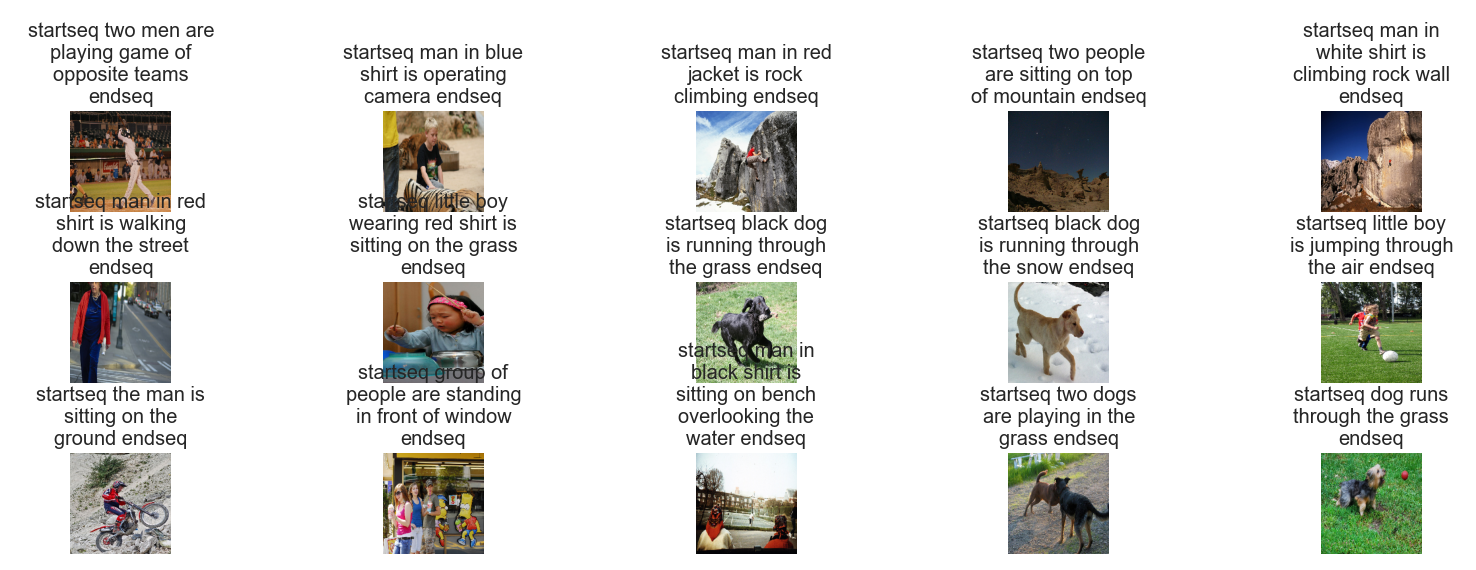 startseq two men are
playing game of
opposite teams
endseq
startseq man in blue
shirt is operating
camera endseq
startseq man in red
jacket is rock
climbing endseq
startseq two people
are sitting on top
of mountain endseq
startseq man in
white shirt is
climbing rock wall
endseq
startseq man in red
shirt is walking
down the street
endseq
startseq little boy
wearing red shirt is
sitting on the grass
endseq
startseq black dog
is running through
the grass endseq
startseq black dog
is running through
the snow endseq
startseq little boy
is jumping through
the air endseq
startseq the man is
sitting on the
ground endseq
startseq group of
people are standing
in front of window
endseq
startseq man in
black shirt is
sitting on bench
overlooking the
water endseq
startseq two dogs
are playing in the
grass endseq
startseq dog runs
through the grass
endseq